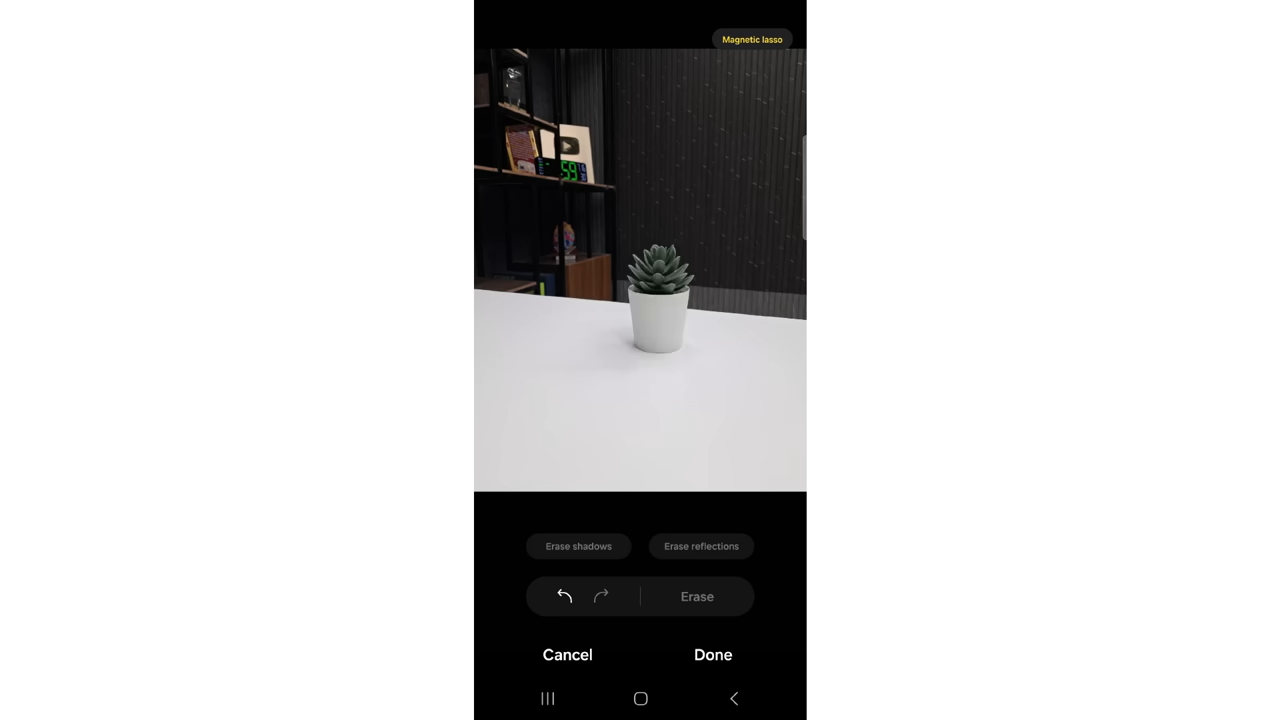 Magnetic lasso
59
Erase shadows
Erase reflections
Erase
Cancel
Done